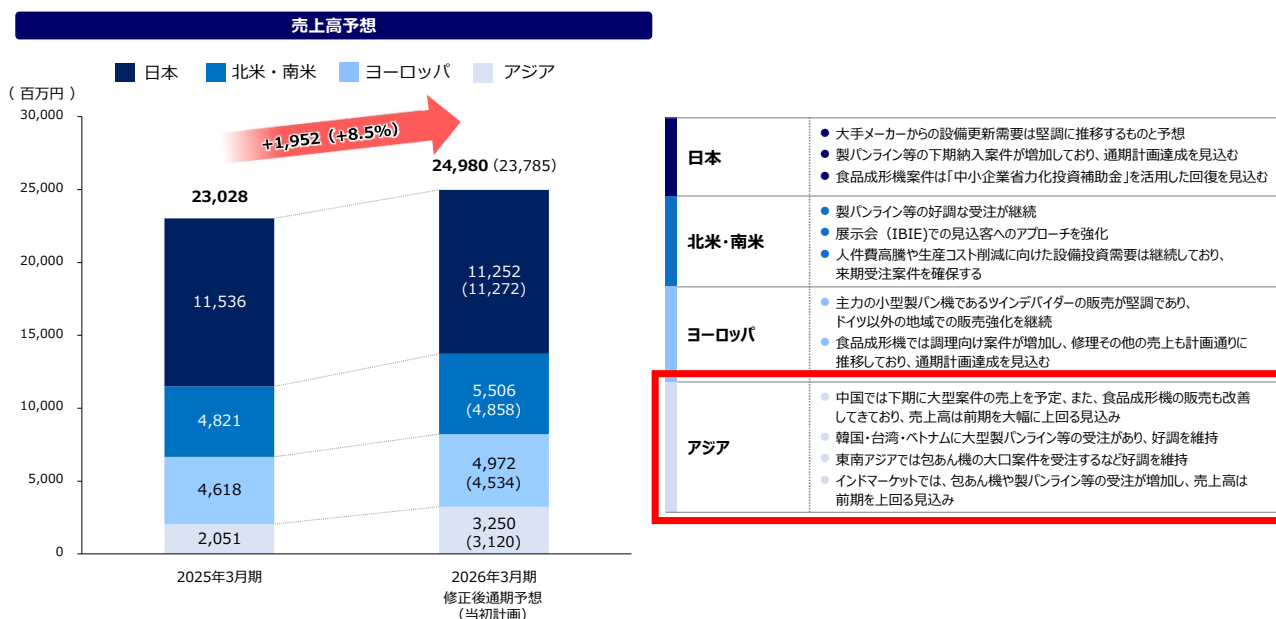 売上高予想
日本 北米・南米 ヨーロッパ アジア
（ 百万円 ）
30,000
25,000
20,000
15,000
10,000
5,000
0
+1,952（+8.5%）
23,028
11,536
4,821
4,618
2,051
2025年3月期
24,980 (23,785)
11,252
(11,272)
5,506
(4,858)
4,972
(4,534)
3,250
(3,120)
2026年3月期
修正後通期予想
（当初計画）
日本
● 大手メーカーからの設備更新需要は堅調に推移するものと予想
● 製パンライン等の下期納入案件が増加しており、通期計画達成を見込む
● 食品成形機案件は「中小企業省力化投資補助金」を活用した回復を見込む
北米・南米
● 製パンライン等の好調な受注が継続
● 展示会（IBIE)での見込客へのアプローチを強化
● 人件費高騰や生産コスト削減に向けた設備投資需要は継続しており、
来期受注案件を確保する
ヨーロッパ
● 主力の小型製パン機であるツインデバイダーの販売が堅調であり、
ドイツ以外の地域での販売強化を継続
● 食品成形機では調理向け案件が増加し、修理その他の売上も計画通りに
推移しており、通期計画達成を見込む
アジア
● 中国では下期に大型案件の売上を予定、また、食品成形機の販売も改善
してきており、売上高は前期を大幅に上回る見込み
● 韓国・台湾・ベトナムに大型製パンライン等の受注があり、好調を維持
● 東南アジアでは包あん機の大口案件を受注するなど好調を維持
● インドマーケットでは、包あん機や製パンライン等の受注が増加し、売上高は
前期を上回る見込み